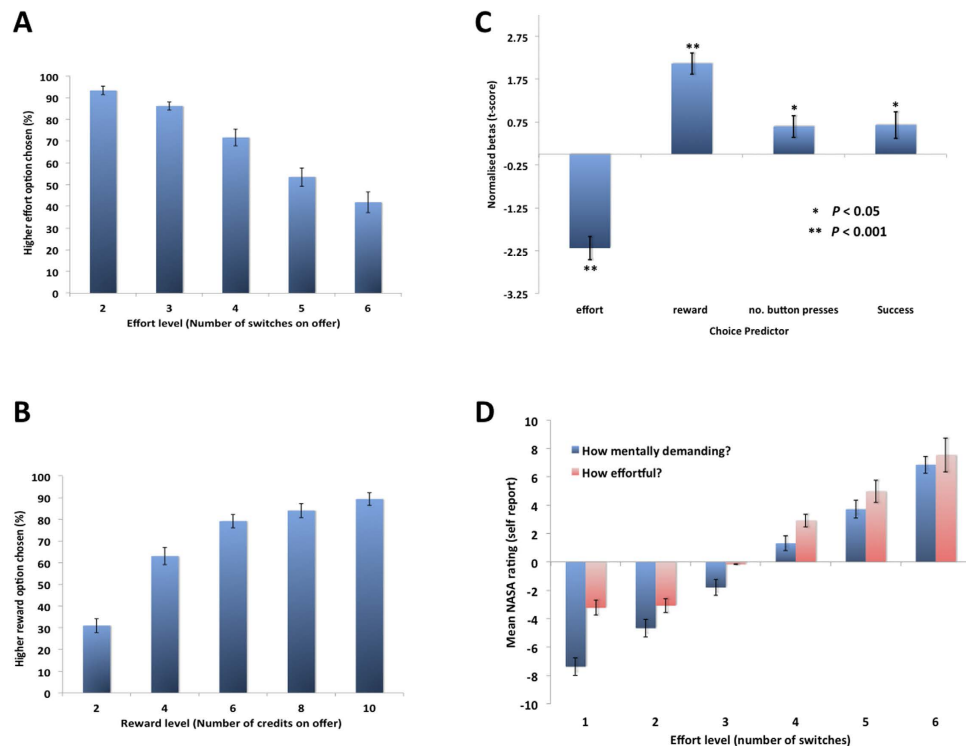 A
Higher effort option chosen (%)
100
90
80
70
60
50
40
30
20
10
0
2 3 4 5 6
Effort level (Number of switches on offer)
C
Normalised betas (t-score)
2.75
1.75
0.75
-0.25
-1.25
-2.25
-3.25
**
**
*
*
* P < 0.05
** P < 0.001
effort reward no. button presses Success
Choice Predictor
B
Higher reward option chosen (%)
100
90
80
70
60
50
40
30
20
10
0
2 4 6 8 10
Reward level (Number of credits on offer)
D
Mean NASA rating (self report)
10
8
6
4
2
0
-2
-4
-6
-8
-10
How mentally demanding?
How effortful?
1 2 3 4 5 6
Effort level (number of switches)